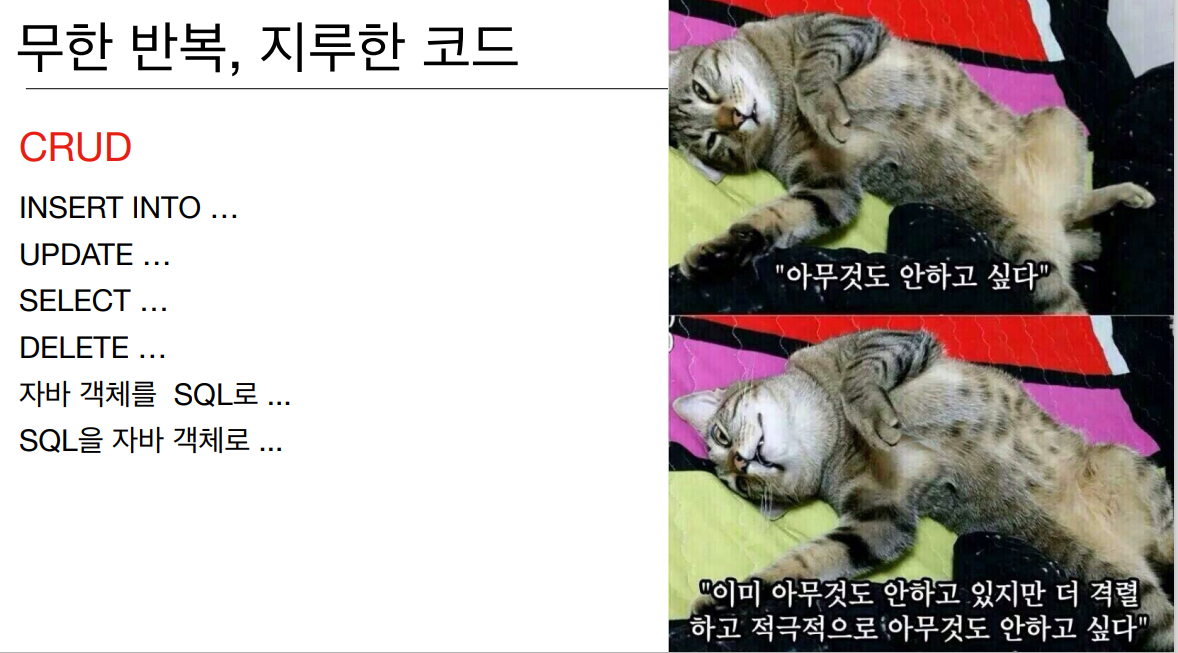 무한 반복, 지루한 코드
CRUD
INSERT INTO …
UPDATE …
SELECT …
DELETE …
자바 객체를 SQL로 ...
SQL을 자바 객체로 ...
"아무것도 안하고 싶다"
"이미 아무것도 안하고 있지만 더 격렬
하고 적극적으로 아무것도 안하고 싶다"